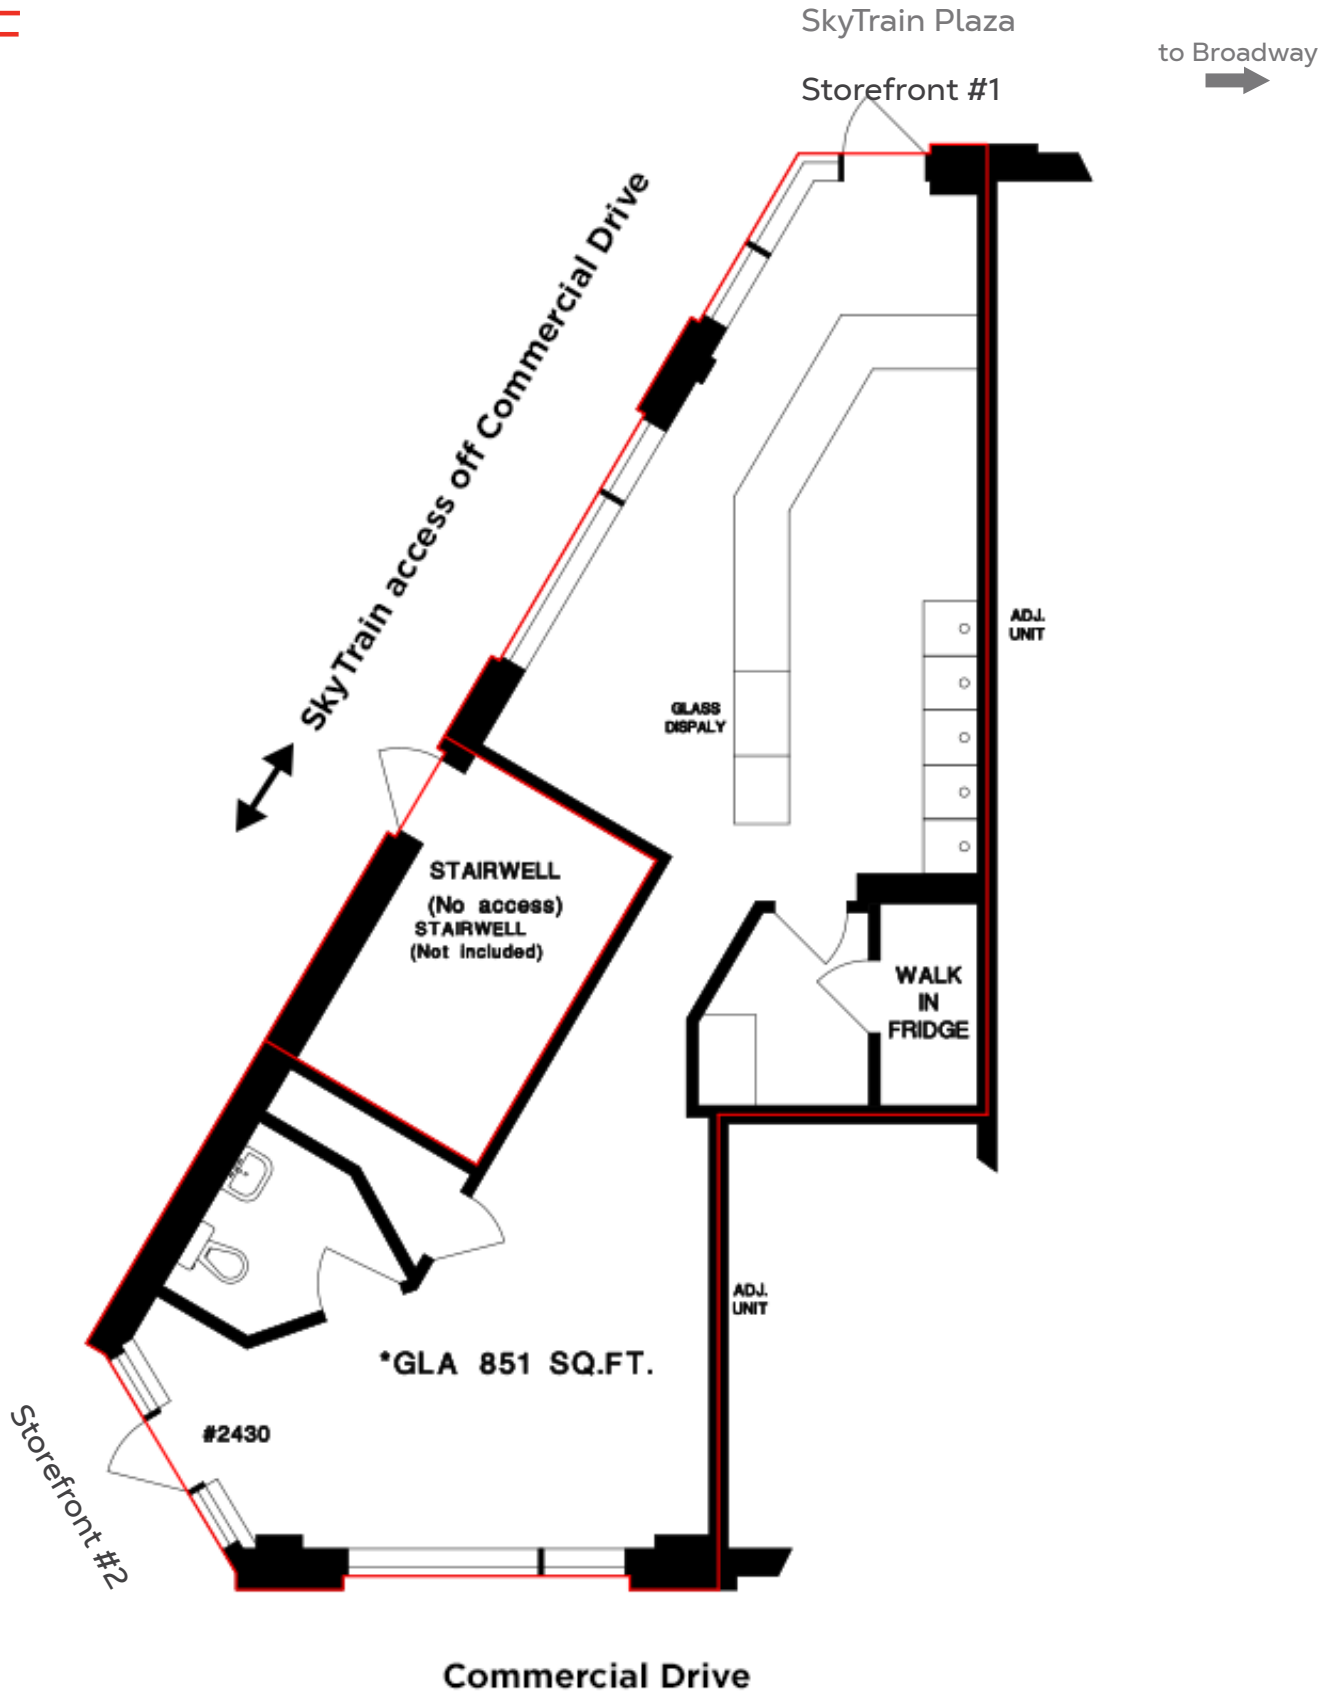 SkyTrain Plaza
to Broadway
Storefront #1
SkyTrain access off Commercial Drive
ADJ.
UNIT
GLASS
DISPALY
STAIRWELL
(No access)
STAIRWELL
(Not included)
WALK
IN
FRIDGE
ADJ.
UNIT
*GLA 851 SQ.FT.
#2430
Storefront #2
Commercial Drive